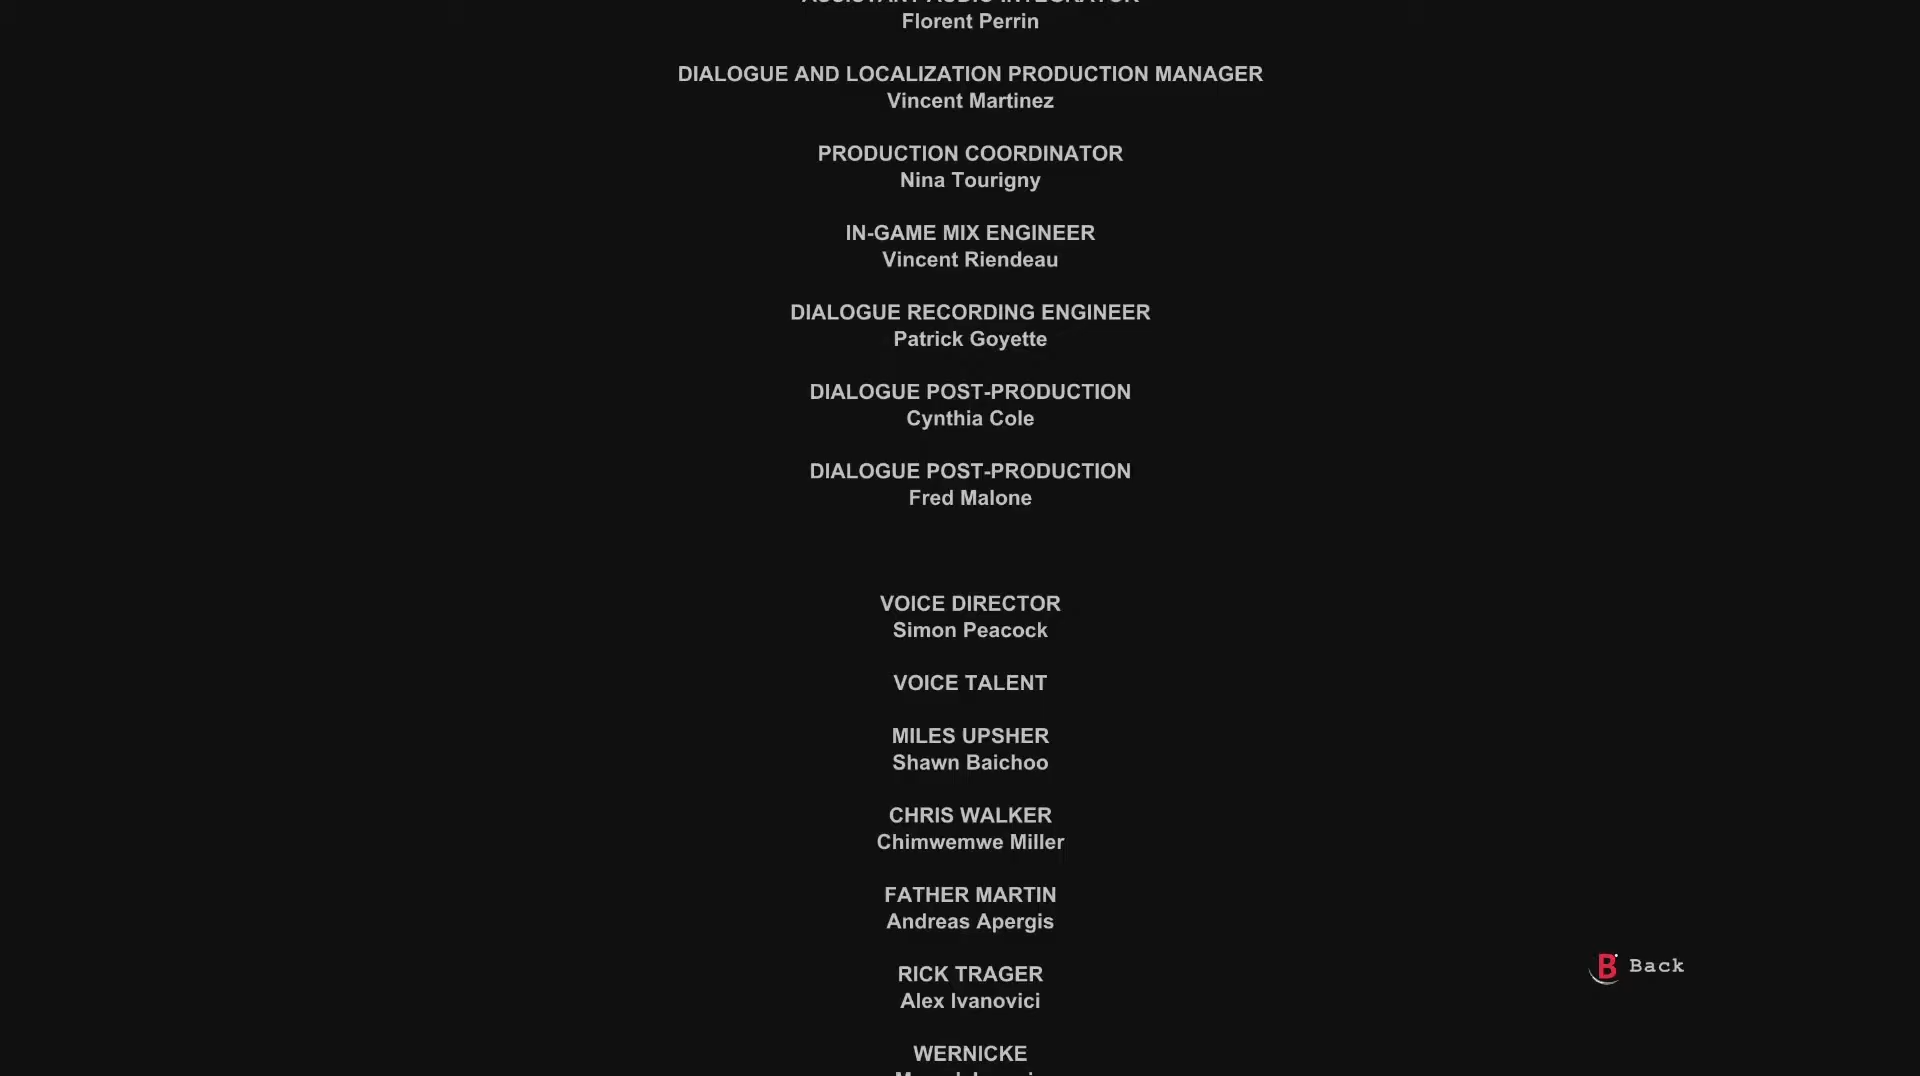 ASSISTANT AUDIO INTEGRATOR
Florent Perrin
DIALOGUE AND LOCALIZATION PRODUCTION MANAGER
Vincent Martinez
PRODUCTION COORDINATOR
Nina Tourigny
IN-GAME MIX ENGINEER
Vincent Riendeau
DIALOGUE RECORDING ENGINEER
Patrick Goyette
DIALOGUE POST-PRODUCTION
Cynthia Cole
DIALOGUE POST-PRODUCTION
Fred Malone
VOICE DIRECTOR
Simon Peacock
VOICE TALENT
MILES UPSHER
Shawn Baichoo
CHRIS WALKER
Chimwemwe Miller
FATHER MARTIN
Andreas Apergis
RICK TRAGER
Alex Ivanovici
B Back
WERNICKE